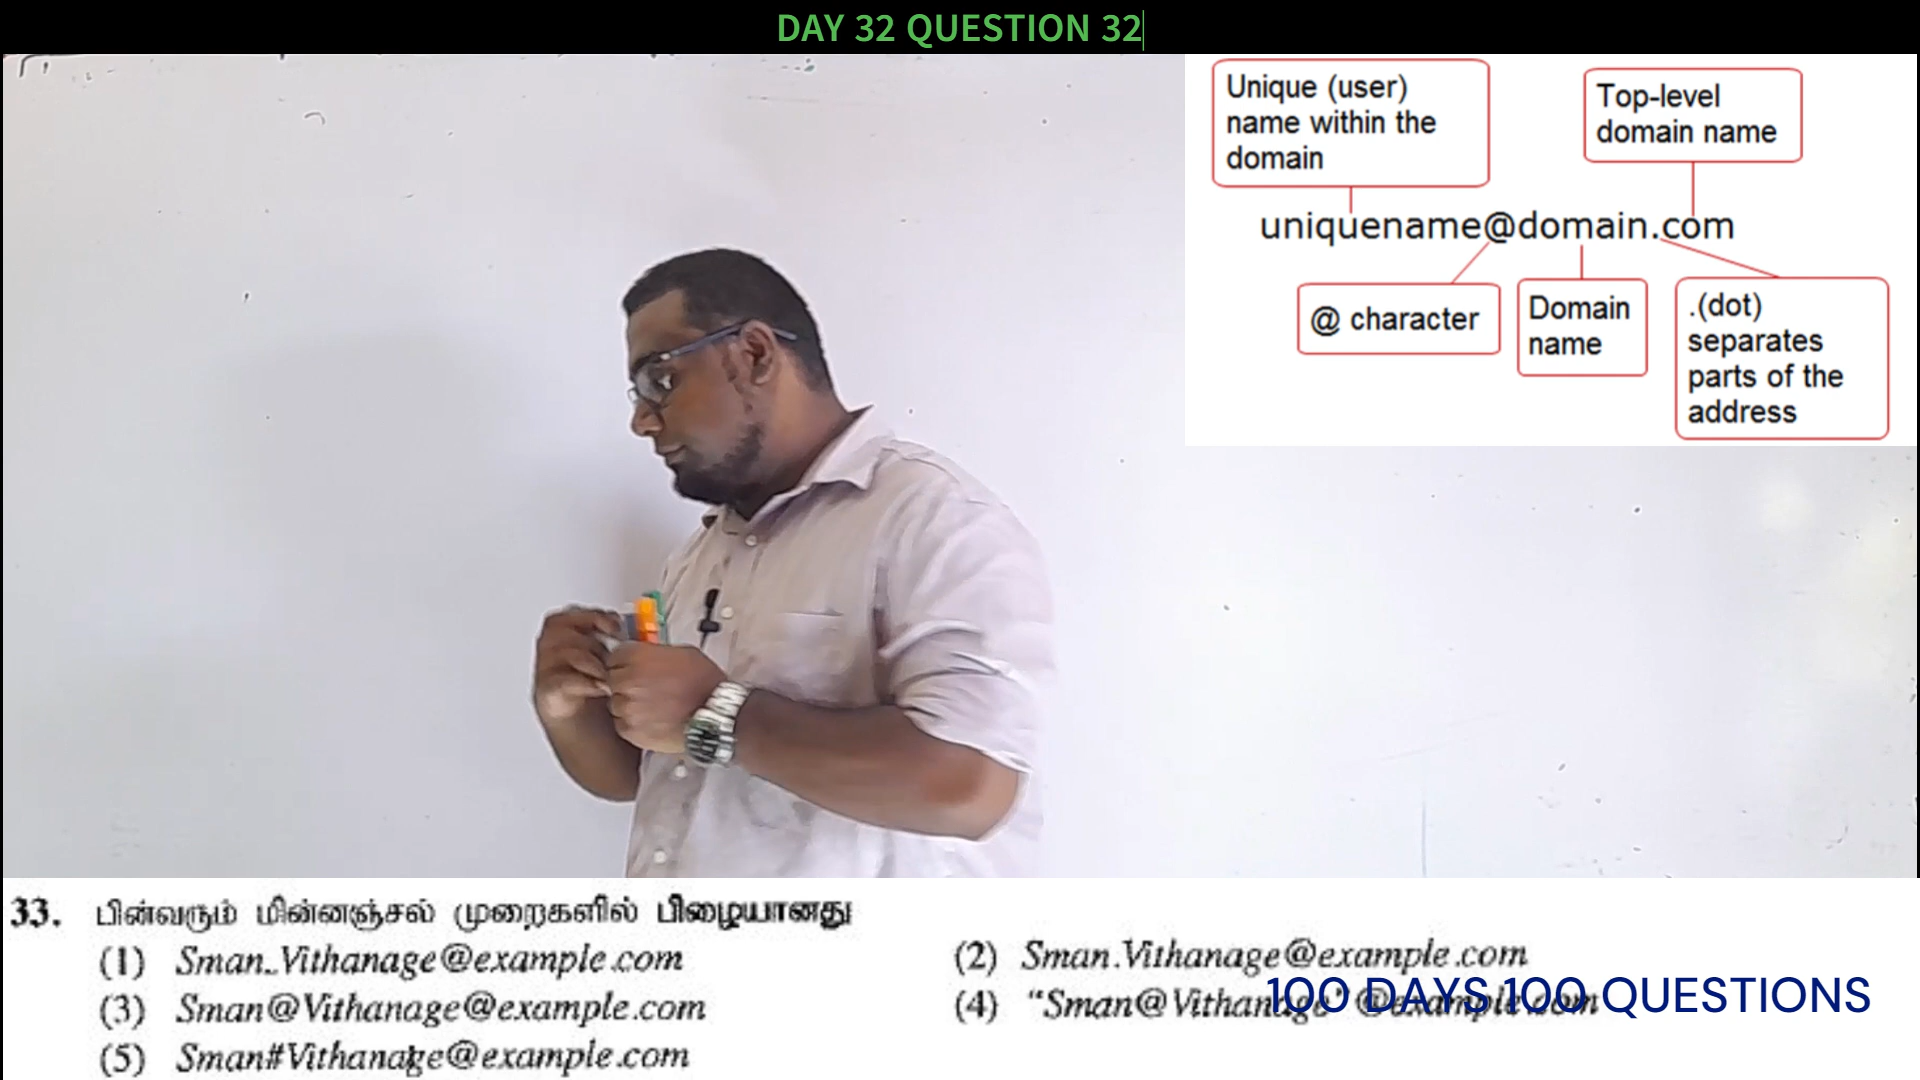 DAY 32 QUESTION 32
Unique (user)
name within the
domain
Top-level
domain name
uniquename@domain.com
@ character
Domain
name
.(dot)
separates
parts of the
address
33. பின்வரும் மின்னஞ்சல் முறைகளில் பிழையானது
(1) Sman_Vithanage@example.com
(2) Sman.Vithanage@example.com
(3) Sman@Vithanage@example.com
(4) "Sman@Vithanage"@example.com
100 DAYS 100 QUESTIONS
(5) Sman#Vithanage@example.com